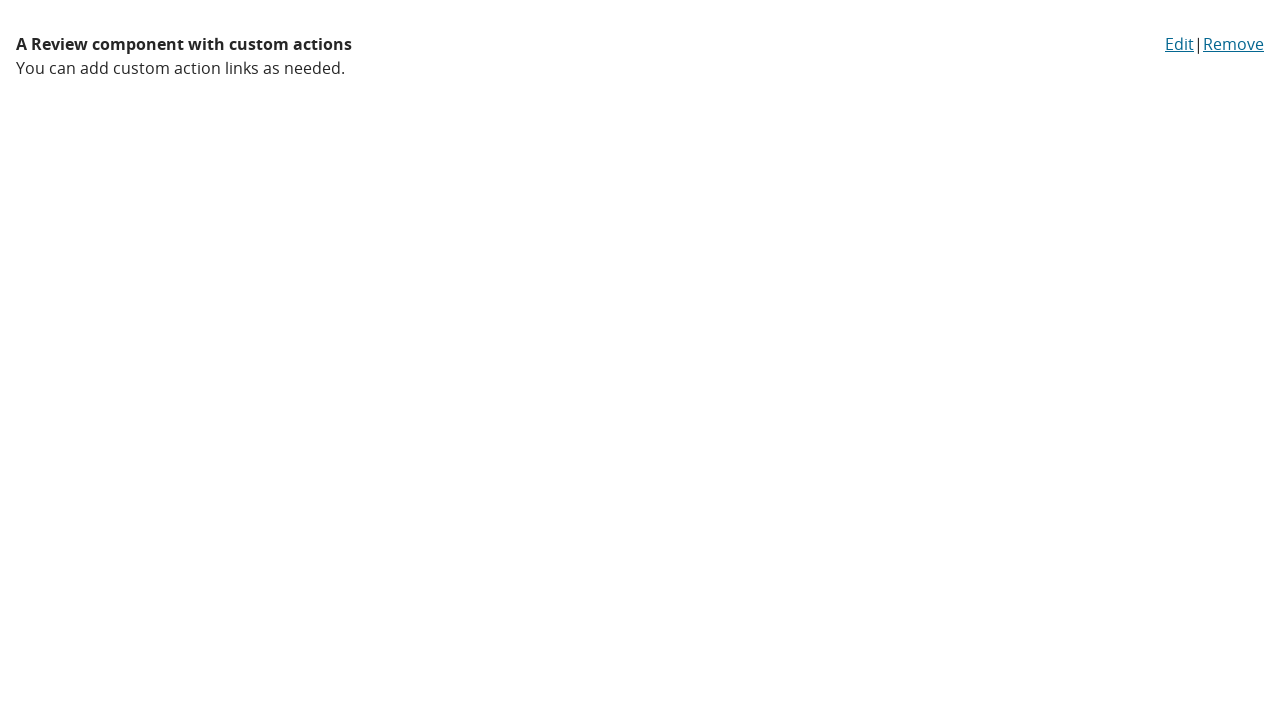 A Review component with custom actions
Edit|Remove
You can add custom action links as needed.